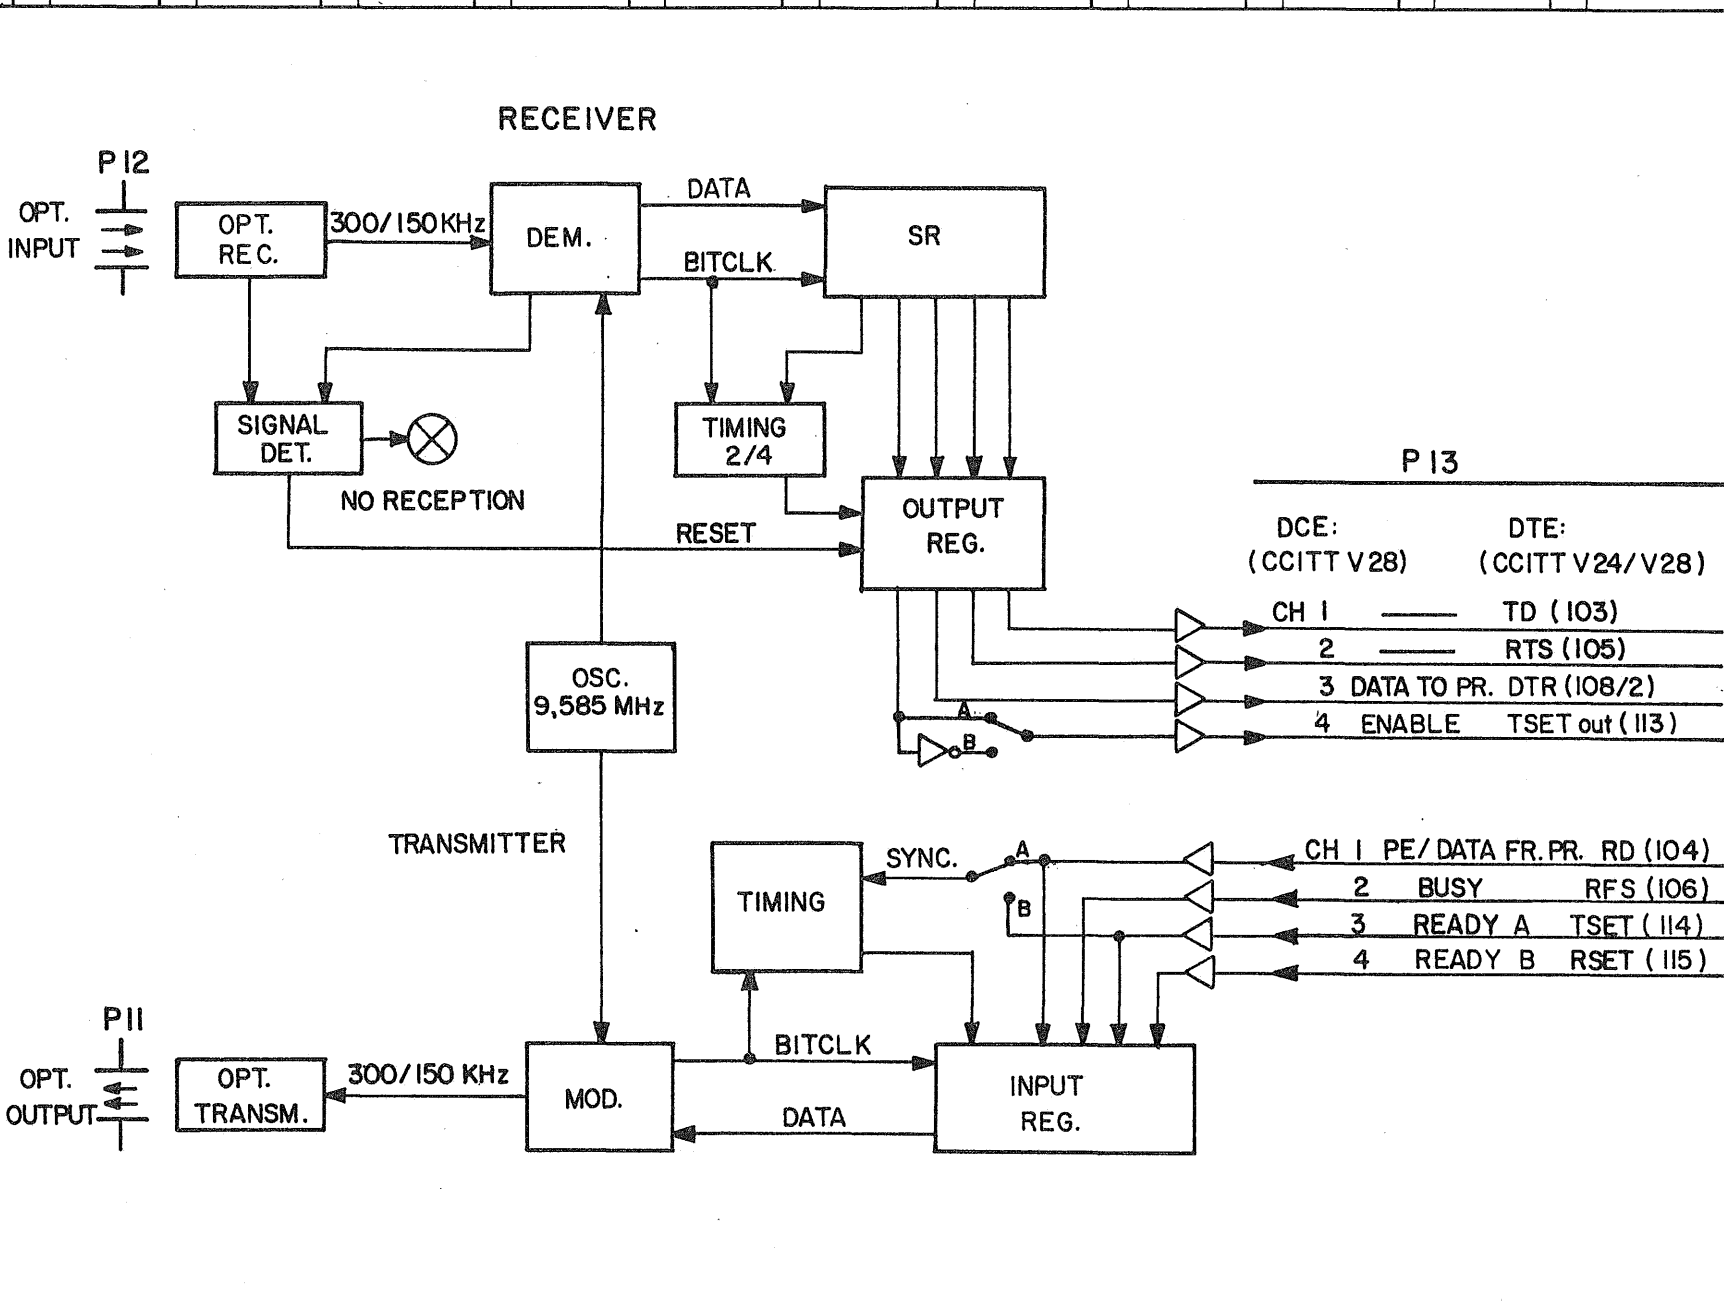 RECEIVER
P12
OPT.
INPUT
OPT.
REC.
300/150KHz
DEM.
DATA
BITCLK
SR
SIGNAL
DET.
NO RECEPTION
TIMING
2/4
RESET
OUTPUT
REG.
P13
DCE:
(CCITT V28)
DTE:
(CCITT V24/V28)
CH 1 —— TD (103)
2 —— RTS (105)
3 DATA TO PR. DTR (108/2)
4 ENABLE TSET out (113)
A
B
OSC.
9,585 MHz
TRANSMITTER
TIMING
SYNC.
A
B
CH 1 PE/DATA FR. PR. RD (104)
2 BUSY RFS (106)
3 READY A TSET (114)
4 READY B RSET (115)
P11
OPT.
OUTPUT
OPT.
TRANSM.
300/150 KHz
MOD.
BITCLK
DATA
INPUT
REG.